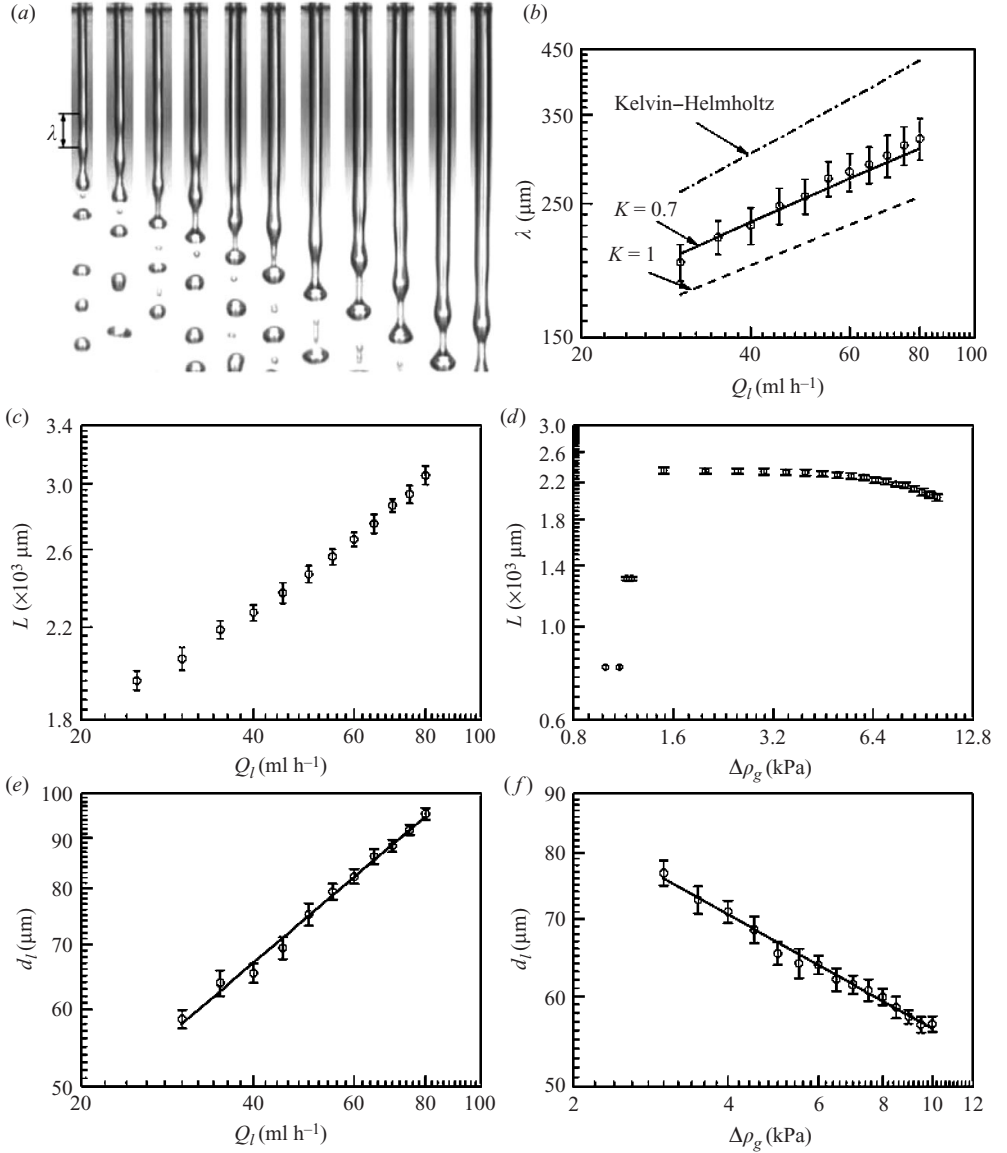 (a)
λ
(b)
450
350
250
150
λ (μm)
Kelvin–Helmholtz
K = 0.7
K = 1
20
40
60
80
100
Q_l (ml h⁻¹)
(c)
3.4
3.0
2.6
2.2
1.8
L (×10³ μm)
20
40
60
80
100
Q_l (ml h⁻¹)
(d)
3.0
2.6
2.2
1.8
1.4
1.0
0.6
L (×10³ μm)
0.8
1.6
3.2
6.4
12.8
Δρ_g (kPa)
(e)
100
90
80
70
60
50
d_l (μm)
20
40
60
80
100
Q_l (ml h⁻¹)
(f)
90
80
70
60
50
d_l (μm)
2
4
6
8
10
12
Δρ_g (kPa)